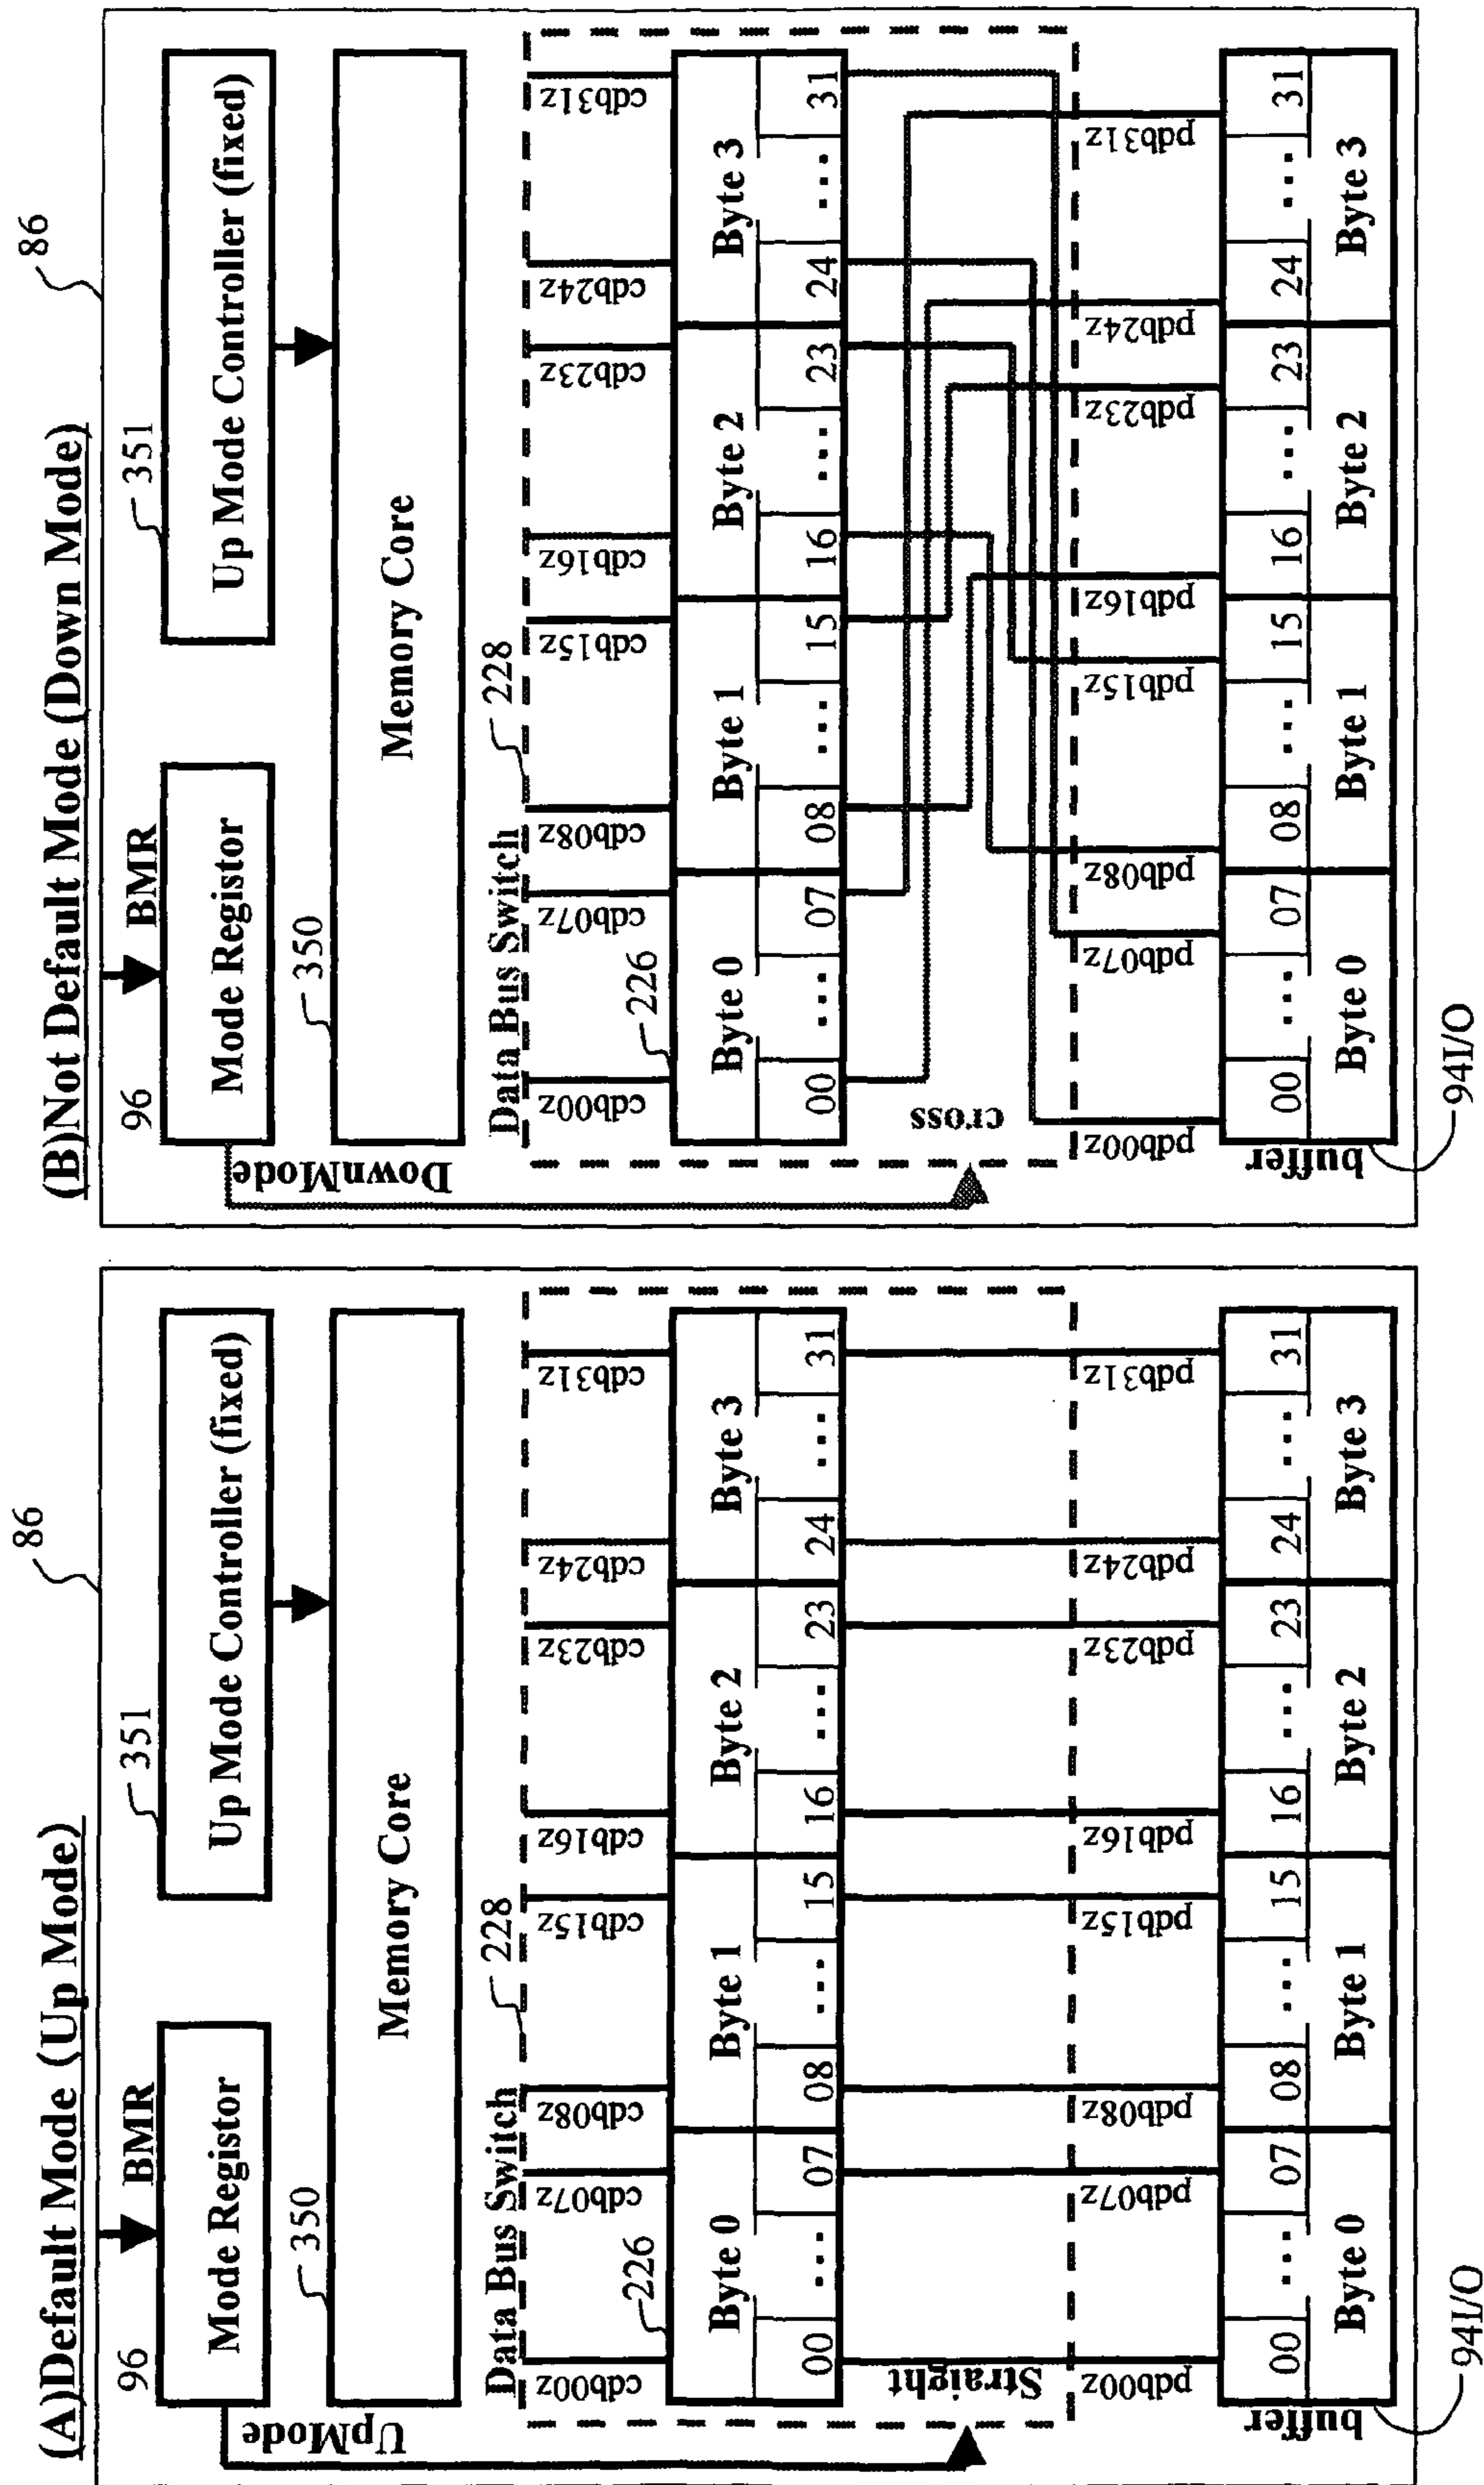 (A)Default Mode (Up Mode)
86
96
BMR
351
Mode Registor
Up Mode Controller (fixed)
UpMode
350
Memory Core
Data Bus Switch
228
cdb00z
cdb07z
cdb08z
cdb15z
cdb16z
cdb23z
cdb24z
cdb31z
226
Byte 0
Byte 1
Byte 2
Byte 3
00 ... 07
08 ... 15
16 ... 23
24 ... 31
Straight
pdb00z
pdb07z
pdb08z
pdb15z
pdb16z
pdb23z
pdb24z
pdb31z
buffer
00 ... 07
08 ... 15
16 ... 23
24 ... 31
Byte 0
Byte 1
Byte 2
Byte 3
94I/O
(B)Not Default Mode (Down Mode)
86
96
BMR
351
Mode Registor
Up Mode Controller (fixed)
DownMode
350
Memory Core
Data Bus Switch
228
cdb00z
cdb07z
cdb08z
cdb15z
cdb16z
cdb23z
cdb24z
cdb31z
226
Byte 0
Byte 1
Byte 2
Byte 3
00 ... 07
08 ... 15
16 ... 23
24 ... 31
cross
pdb00z
pdb07z
pdb08z
pdb15z
pdb16z
pdb23z
pdb24z
pdb31z
buffer
00 ... 07
08 ... 15
16 ... 23
24 ... 31
Byte 0
Byte 1
Byte 2
Byte 3
94I/O